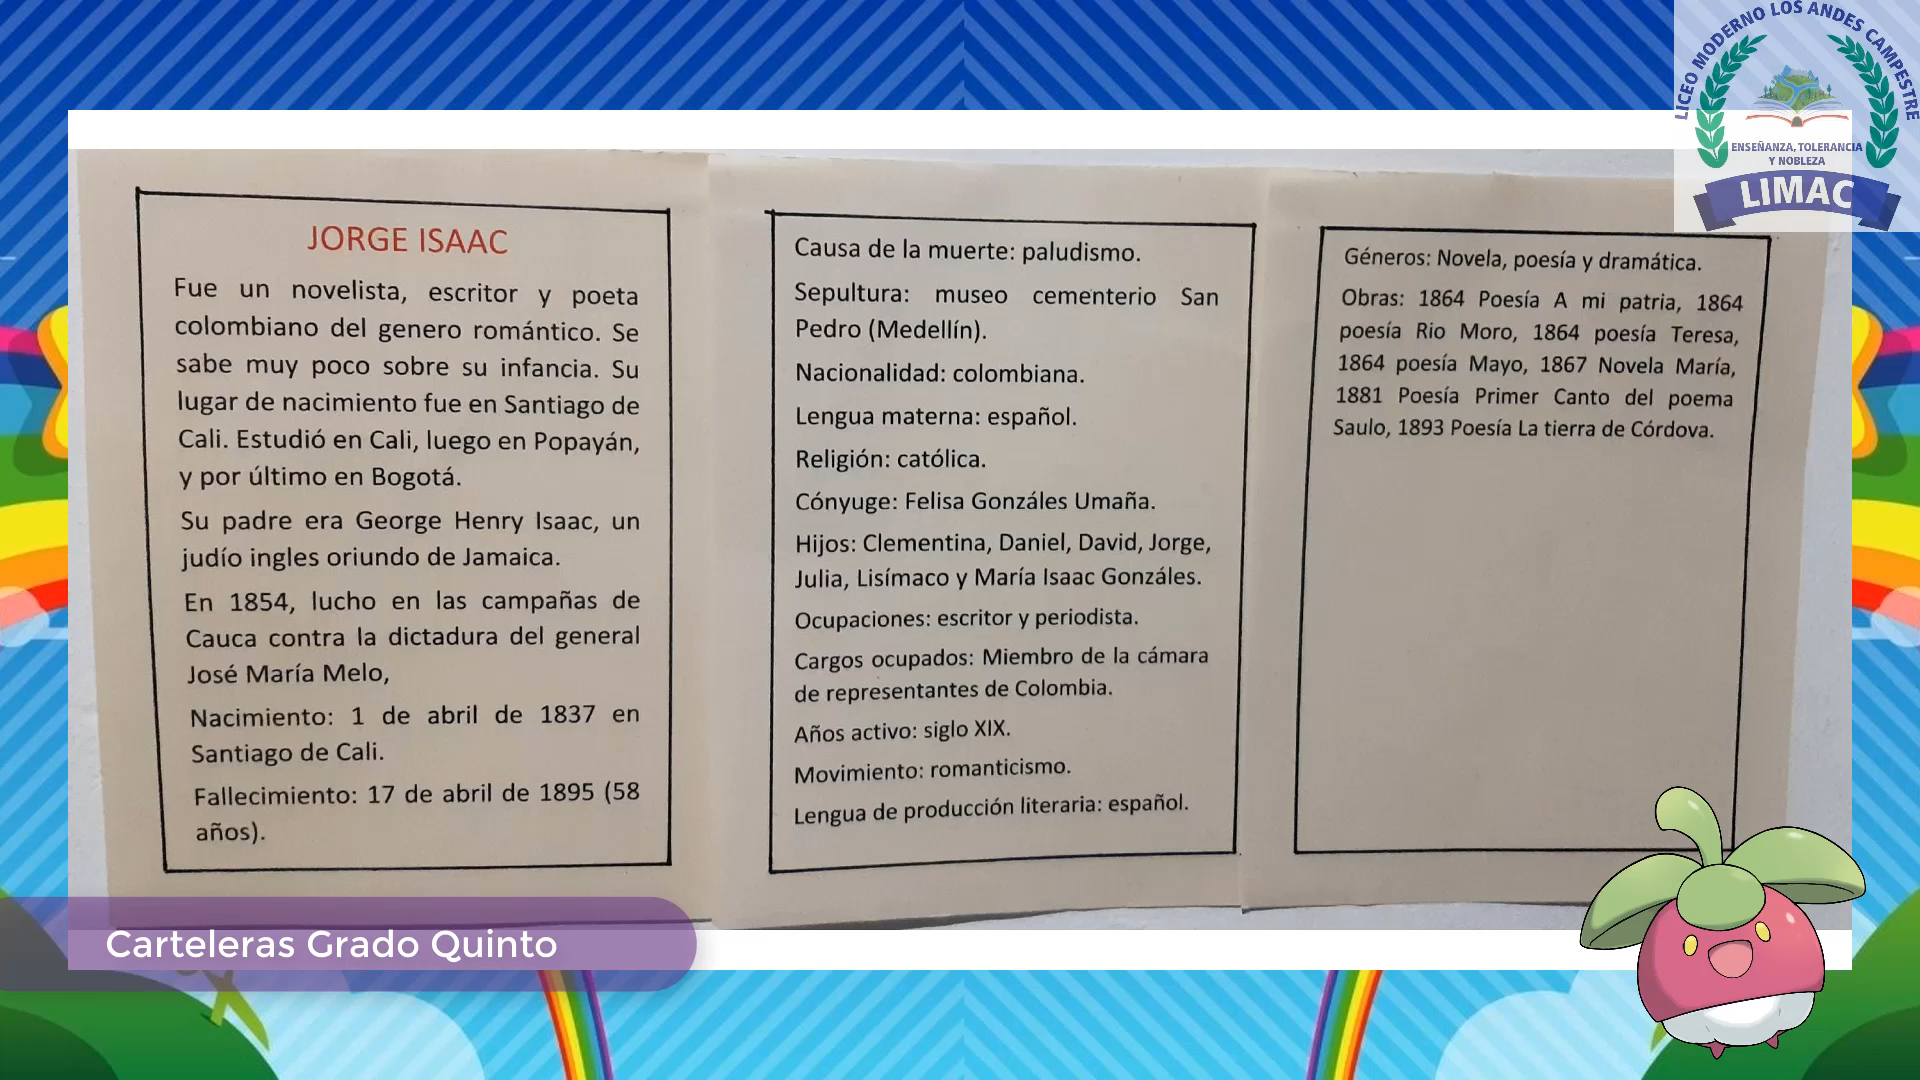 LICEO MODERNO LOS ANDES CAMPESTRE
ENSEÑANZA, TOLERANCIA
Y NOBLEZA
LIMAC
JORGE ISAAC
Fue un novelista, escritor y poeta
colombiano del genero romántico. Se
sabe muy poco sobre su infancia. Su
lugar de nacimiento fue en Santiago de
Cali. Estudió en Cali, luego en Popayán,
y por último en Bogotá.
Su padre era George Henry Isaac, un
judío ingles oriundo de Jamaica.
En 1854, lucho en las campañas de
Cauca contra la dictadura del general
José María Melo,
Nacimiento: 1 de abril de 1837 en
Santiago de Cali.
Fallecimiento: 17 de abril de 1895 (58
años).
Causa de la muerte: paludismo.
Sepultura: museo cementerio San
Pedro (Medellín).
Nacionalidad: colombiana.
Lengua materna: español.
Religión: católica.
Cónyuge: Felisa Gonzáles Umaña.
Hijos: Clementina, Daniel, David, Jorge,
Julia, Lisímaco y María Isaac Gonzáles.
Ocupaciones: escritor y periodista.
Cargos ocupados: Miembro de la cámara
de representantes de Colombia.
Años activo: siglo XIX.
Movimiento: romanticismo.
Lengua de producción literaria: español.
Géneros: Novela, poesía y dramática.
Obras: 1864 Poesía A mi patria, 1864
poesía Rio Moro, 1864 poesía Teresa,
1864 poesía Mayo, 1867 Novela María,
1881 Poesía Primer Canto del poema
Saulo, 1893 Poesía La tierra de Córdova.
Carteleras Grado Quinto